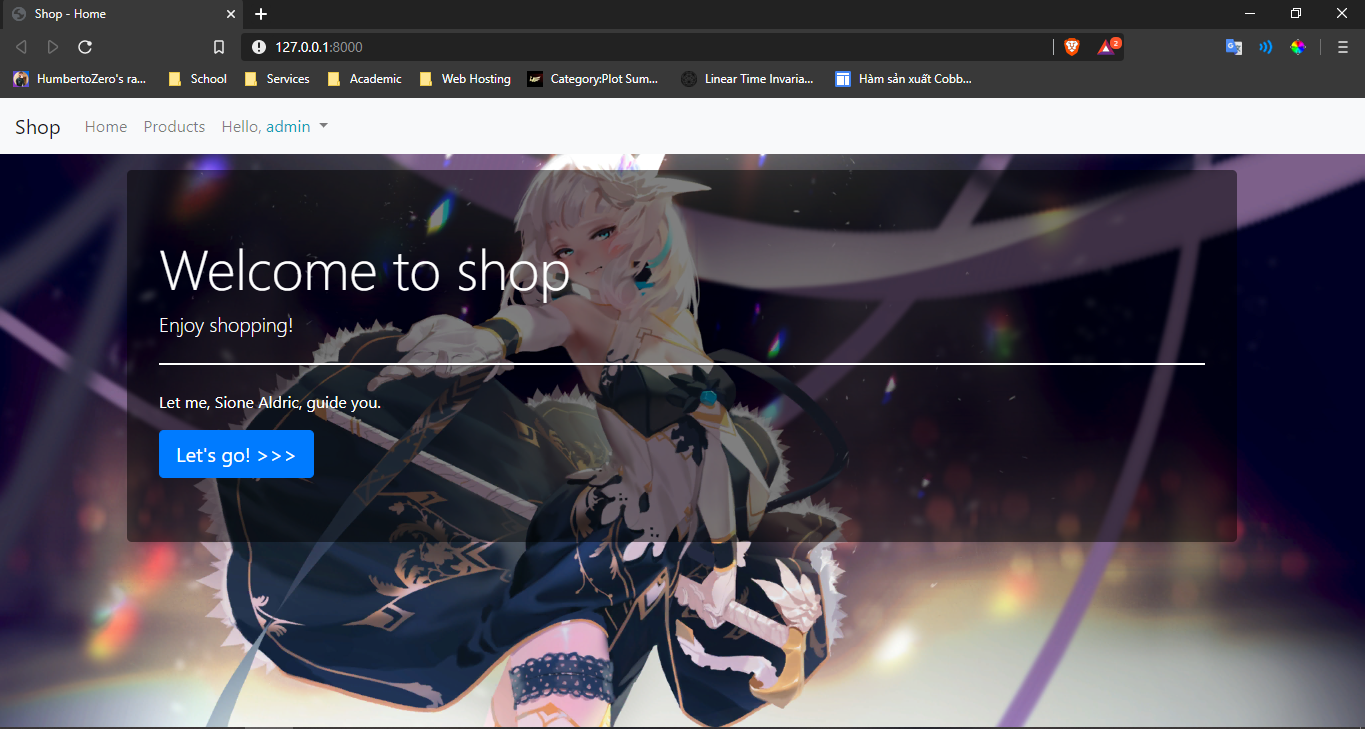 Shop - Home
127.0.0.1:8000
2
HumbertoZero's ra...
School
Services
Academic
Web Hosting
Category:Plot Sum...
Linear Time Invaria...
Hàm sản xuất Cobb...
Shop
Home
Products
Hello, admin
Welcome to shop
Enjoy shopping!
Let me, Sione Aldric, guide you.
Let's go! >>>